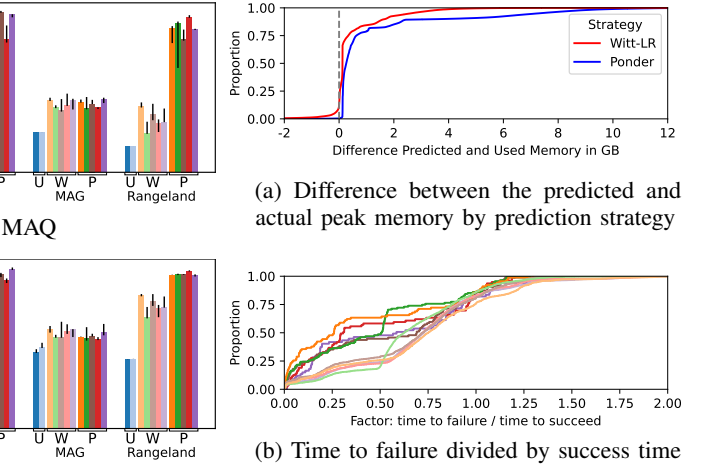 P
U W P U W P
MAG Rangeland
MAQ
1.00
0.75
0.50
0.25
0.00
Proportion
Strategy
Witt-LR
Ponder
-2 0 2 4 6 8 10 12
Difference Predicted and Used Memory in GB
(a) Difference between the predicted and
actual peak memory by prediction strategy
P
U W P U W P
MAG Rangeland
1.00
0.75
0.50
0.25
0.00
Proportion
0.00 0.25 0.50 0.75 1.00 1.25 1.50 1.75 2.00
Factor: time to failure / time to succeed
(b) Time to failure divided by success time